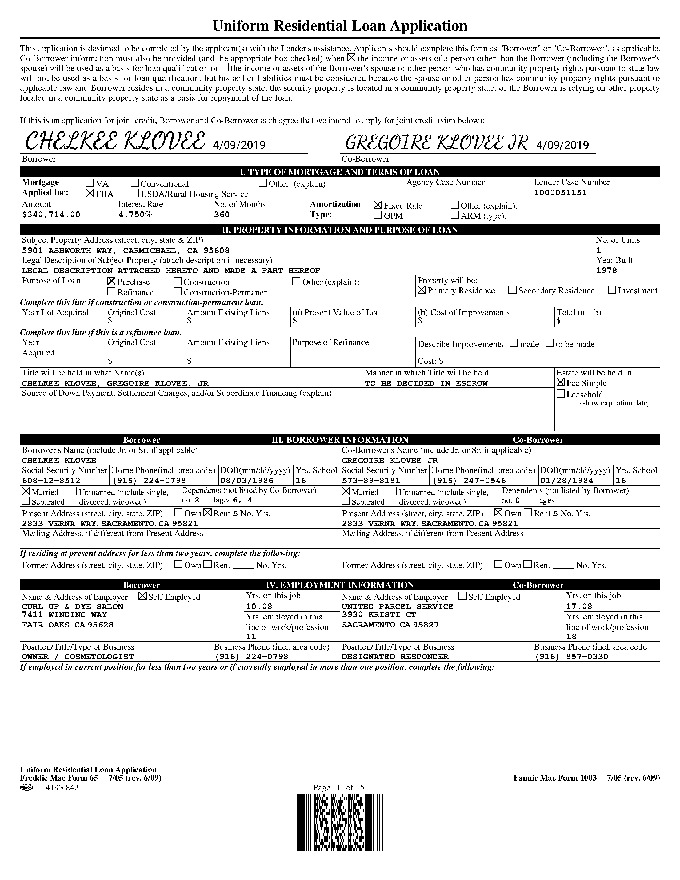 Uniform Residential Loan Application
This application is designed to be completed by the applicant(s) with the Lender's assistance. Applicants should complete this form as "Borrower" or "Co-Borrower", as applicable.
Co-Borrower information must also be provided (and the appropriate box checked) when ☒ the income or assets of a person other than the Borrower (including the Borrower's
spouse) will be used as a basis for loan qualification or ☐ the income or assets of the Borrower's spouse or other person who has community property rights pursuant to state law
will not be used as a basis for loan qualification, but his or her liabilities must be considered because the spouse or other person has community property rights pursuant to
applicable law and Borrower resides in a community property state, the security property is located in a community property state, or the Borrower is relying on other property
located in a community property state as a basis for repayment of the loan.
If this is an application for joint credit, Borrower and Co-Borrower each agree that we intend to apply for joint credit (sign below):
CHELKEE KLOVEE 4/09/2019 GREGOIRE KLOVEE JR 4/09/2019
Borrower Co-Borrower
I. TYPE OF MORTGAGE AND TERMS OF LOAN
Mortgage ☐ VA ☐ Conventional ☐ Other (explain): Agency Case Number Lender Case Number
Applied for: ☒ FHA ☐ USDA/Rural Housing Service 1000051151
Amount Interest Rate No. of Months Amortization ☒ Fixed Rate ☐ Other (explain):
$340,714.00 4.750% 360 Type: ☐ GPM ☐ ARM (type):
II. PROPERTY INFORMATION AND PURPOSE OF LOAN
Subject Property Address (street, city, state & ZIP) No. of Units
5901 ASHWORTH WAY, CARMICHAEL, CA 95608 1
Legal Description of Subject Property (attach description if necessary) Year Built
LEGAL DESCRIPTION ATTACHED HERETO AND MADE A PART HEREOF 1978
Purpose of Loan ☒ Purchase ☐ Construction ☐ Other (explain): Property will be:
☐ Refinance ☐ Construction-Permanent ☒ Primary Residence ☐ Secondary Residence ☐ Investment
Complete this line if construction or construction-permanent loan.
Year Lot Acquired Original Cost Amount Existing Liens (a) Present Value of Lot (b) Cost of Improvements Total
$ $ $ $ $
Complete this line if this is a refinance loan.
Year Original Cost Amount Existing Liens Purpose of Refinance Describe Improvements ☐ made ☐ to be made
Acquired
$ $ Cost: $
Title will be held in what Name(s) Manner in which Title will be held Estate will be held in
CHELKEE KLOVEE, GREGOIRE KLOVEE, JR TO BE DECIDED IN ESCROW ☒ Fee Simple
Source of Down Payment, Settlement Charges, and/or Subordinate Financing (explain) ☐ Leasehold
(show expiration date)
Borrower III. BORROWER INFORMATION Co-Borrower
Borrower's Name (include Jr. or Sr. if applicable) Co-Borrower's Name (include Jr. or Sr. if applicable)
CHELKEE KLOVEE GREGOIRE KLOVEE JR
Social Security Number Home Phone (incl. area code) DOB (mm/dd/yyyy) Yrs. School Social Security Number Home Phone (incl. area code) DOB (mm/dd/yyyy) Yrs. School
608-12-8512 (916) 224-0798 08/03/1986 16 573-89-8181 (916) 247-0546 01/28/1984 16
☒ Married ☐ Unmarried (include single, Dependents (not listed by Co-Borrower) ☒ Married ☐ Unmarried (include single, Dependents (not listed by Borrower)
☐ Separated divorced, widowed) no. 2 ages 6, 4 ☐ Separated divorced, widowed) no. 0 ages
Present Address (street, city, state, ZIP) ☐ Own ☒ Rent 5 No. Yrs. Present Address (street, city, state, ZIP) ☒ Own ☐ Rent 5 No. Yrs.
2833 VERNA WAY, SACRAMENTO, CA 95821 2833 VERNA WAY, SACRAMENTO, CA 95821
Mailing Address, if different from Present Address Mailing Address, if different from Present Address
If residing at present address for less than two years, complete the following:
Former Address (street, city, state, ZIP) ☐ Own ☐ Rent ____ No. Yrs. Former Address (street, city, state, ZIP) ☐ Own ☐ Rent ____ No. Yrs.
Borrower IV. EMPLOYMENT INFORMATION Co-Borrower
Name & Address of Employer ☒ Self Employed Yrs. on this job Name & Address of Employer ☐ Self Employed Yrs. on this job
CURL UP & DYE SALON 10.08 UNITED PARCEL SERVICE 17.08
7411 WINDING WAY Yrs. employed in this 3930 KRISTI CT Yrs. employed in this
FAIR OAKS CA 95628 line of work/profession SACRAMENTO CA 95827 line of work/profession
11 18
Position/Title/Type of Business Business Phone (incl. area code) Position/Title/Type of Business Business Phone (incl. area code)
OWNER / COSMETOLOGIST (916) 224-0798 DESIGNATED RESPONDER (916) 857-0330
If employed in current position for less than two years or if currently employed in more than one position, complete the following:
Uniform Residential Loan Application
Freddie Mac Form 65 7/05 (rev. 6/09) Fannie Mae Form 1003 7/05 (rev. 6/09)
Page 1 of 5